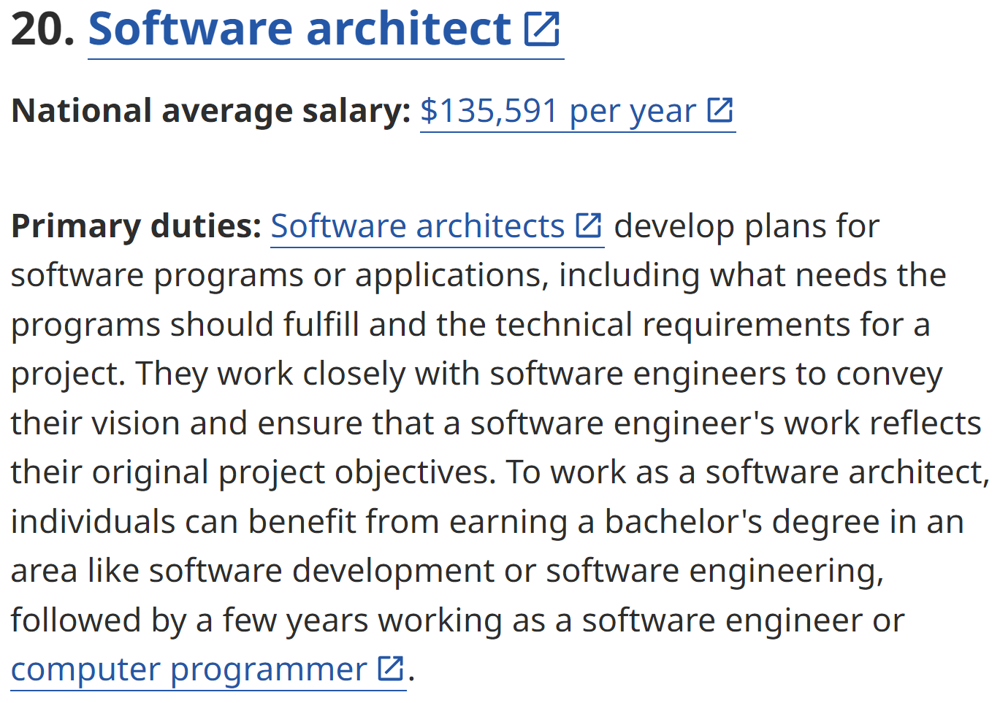 20. Software architect
National average salary: $135,591 per year
Primary duties: Software architects develop plans for
software programs or applications, including what needs the
programs should fulfill and the technical requirements for a
project. They work closely with software engineers to convey
their vision and ensure that a software engineer's work reflects
their original project objectives. To work as a software architect,
individuals can benefit from earning a bachelor's degree in an
area like software development or software engineering,
followed by a few years working as a software engineer or
computer programmer.